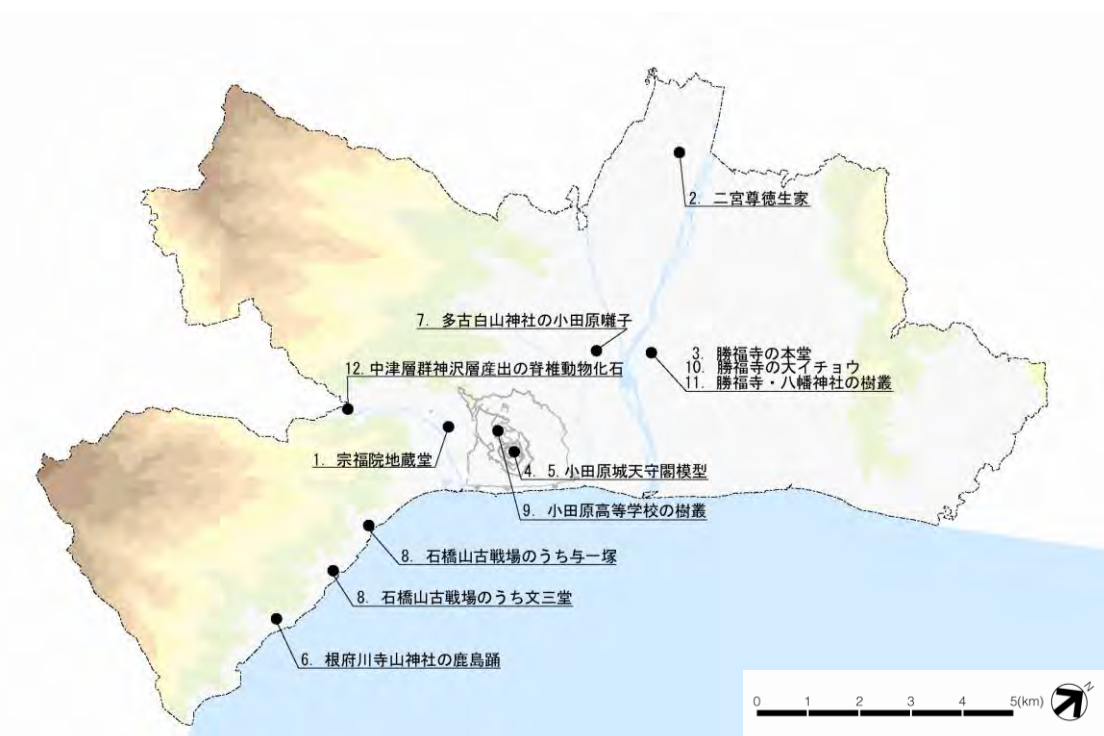 2. 二宮尊徳生家
7. 多古白山神社の小田原囃子
3. 勝福寺の本堂
10. 勝福寺の大イチョウ
11. 勝福寺・八幡神社の樹叢
12. 中津層群神沢層産出の脊椎動物化石
1. 宗福院地蔵堂
4. 5. 小田原城天守閣模型
9. 小田原高等学校の樹叢
8. 石橋山古戦場のうち与一塚
8. 石橋山古戦場のうち文三堂
6. 根府川寺山神社の鹿島踊
0 1 2 3 4 5(km)
N